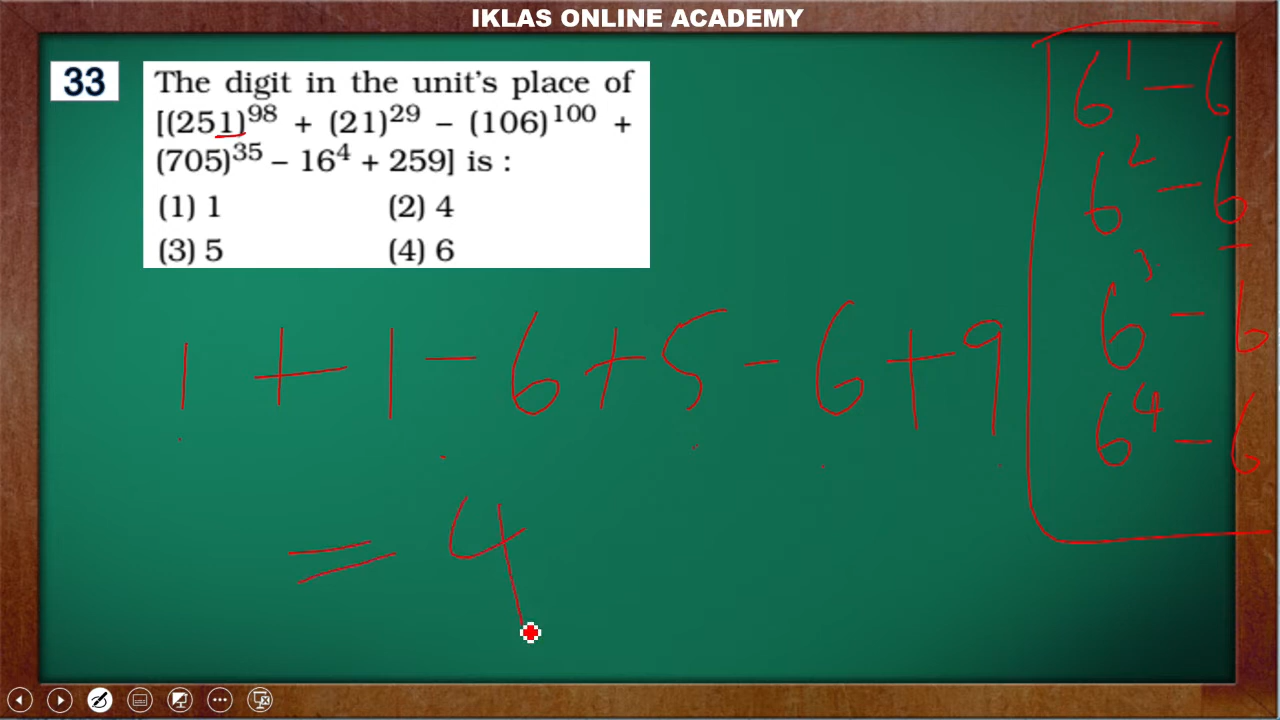 IKLAS ONLINE ACADEMY
33
The digit in the unit's place of
[(251)^98 + (21)^29 – (106)^100 +
(705)^35 – 16^4 + 259] is :
(1) 1 (2) 4
(3) 5 (4) 6
1 + 1 - 6 + 5 - 6 + 9
= 4
6^1 - 6
6^2 - 6
6^3 - 6
6^4 - 6